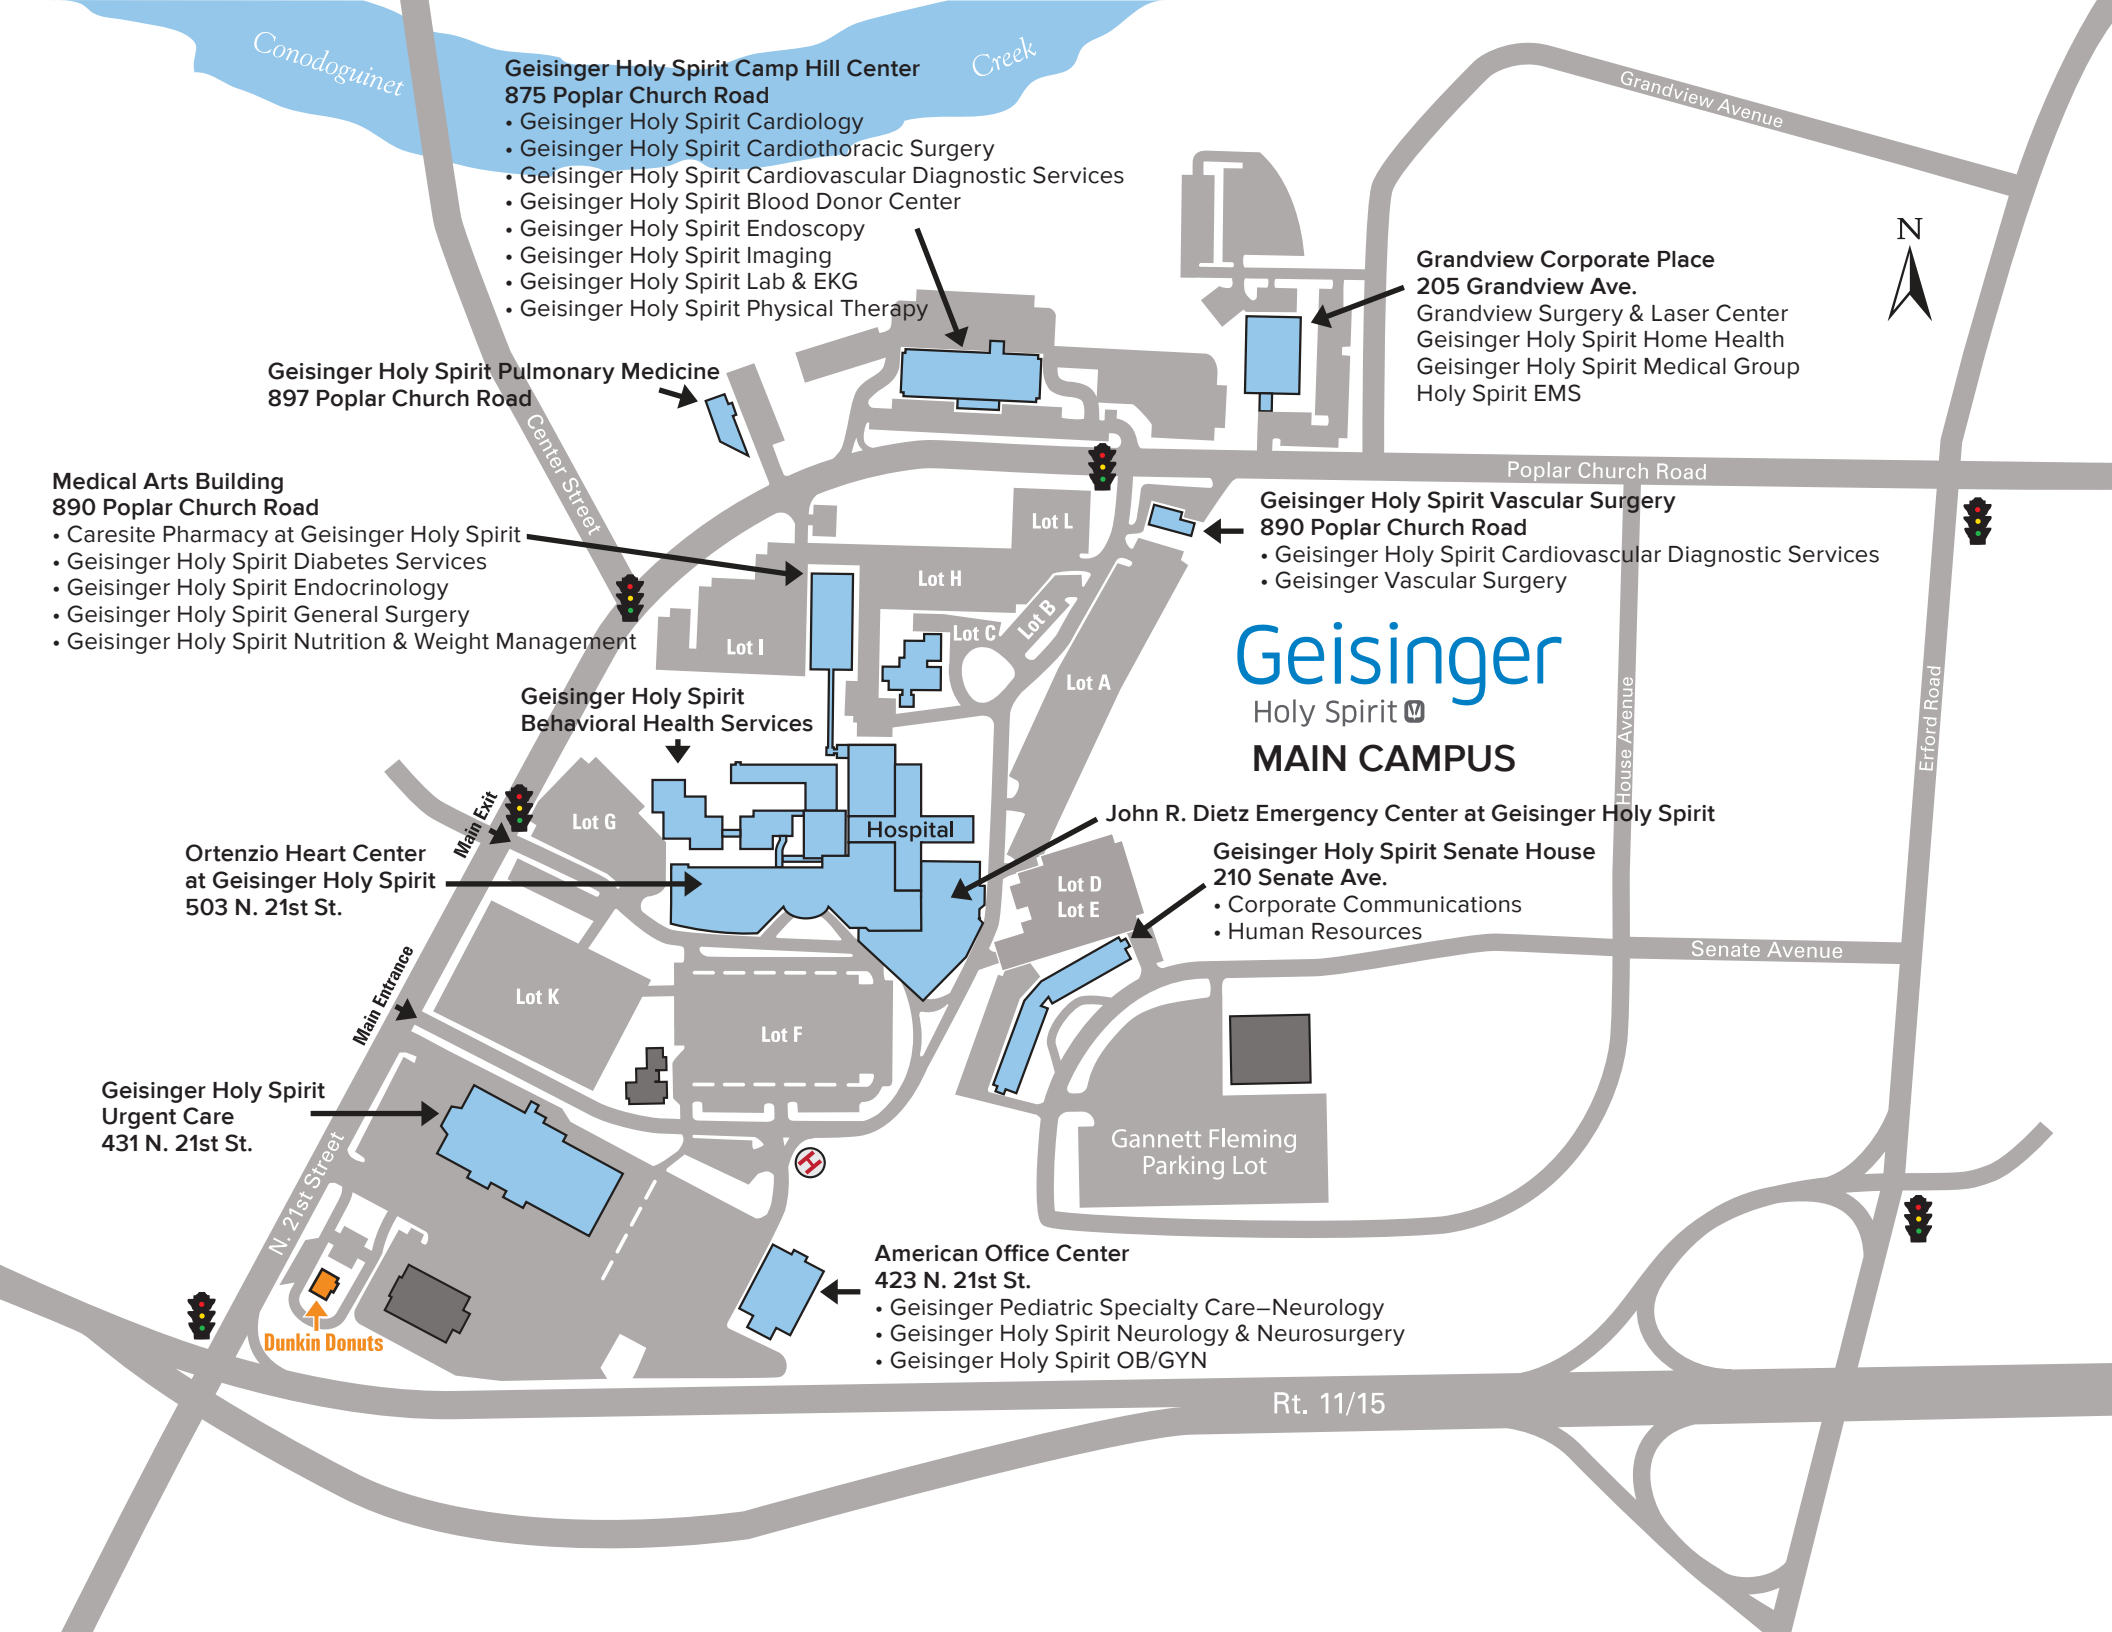 Conodoguinet
Creek
Geisinger Holy Spirit Camp Hill Center
875 Poplar Church Road
• Geisinger Holy Spirit Cardiology
• Geisinger Holy Spirit Cardiothoracic Surgery
• Geisinger Holy Spirit Cardiovascular Diagnostic Services
• Geisinger Holy Spirit Blood Donor Center
• Geisinger Holy Spirit Endoscopy
• Geisinger Holy Spirit Imaging
• Geisinger Holy Spirit Lab & EKG
• Geisinger Holy Spirit Physical Therapy
Grandview Avenue
N
Grandview Corporate Place
205 Grandview Ave.
Grandview Surgery & Laser Center
Geisinger Holy Spirit Home Health
Geisinger Holy Spirit Medical Group
Holy Spirit EMS
Geisinger Holy Spirit Pulmonary Medicine
897 Poplar Church Road
Center Street
Poplar Church Road
Medical Arts Building
890 Poplar Church Road
• Caresite Pharmacy at Geisinger Holy Spirit
• Geisinger Holy Spirit Diabetes Services
• Geisinger Holy Spirit Endocrinology
• Geisinger Holy Spirit General Surgery
• Geisinger Holy Spirit Nutrition & Weight Management
Geisinger Holy Spirit Vascular Surgery
890 Poplar Church Road
• Geisinger Holy Spirit Cardiovascular Diagnostic Services
• Geisinger Vascular Surgery
Lot L
Lot H
Lot B
Lot C
Lot I
Lot A
Geisinger
Holy Spirit
MAIN CAMPUS
House Avenue
Erford Road
Geisinger Holy Spirit
Behavioral Health Services
Main Exit
Lot G
Hospital
John R. Dietz Emergency Center at Geisinger Holy Spirit
Ortenzio Heart Center
at Geisinger Holy Spirit
503 N. 21st St.
Geisinger Holy Spirit Senate House
210 Senate Ave.
• Corporate Communications
• Human Resources
Lot D
Lot E
Senate Avenue
Main Entrance
Lot K
Lot F
Geisinger Holy Spirit
Urgent Care
431 N. 21st St.
Gannett Fleming
Parking Lot
H
N. 21st Street
Dunkin Donuts
American Office Center
423 N. 21st St.
• Geisinger Pediatric Specialty Care–Neurology
• Geisinger Holy Spirit Neurology & Neurosurgery
• Geisinger Holy Spirit OB/GYN
Rt. 11/15